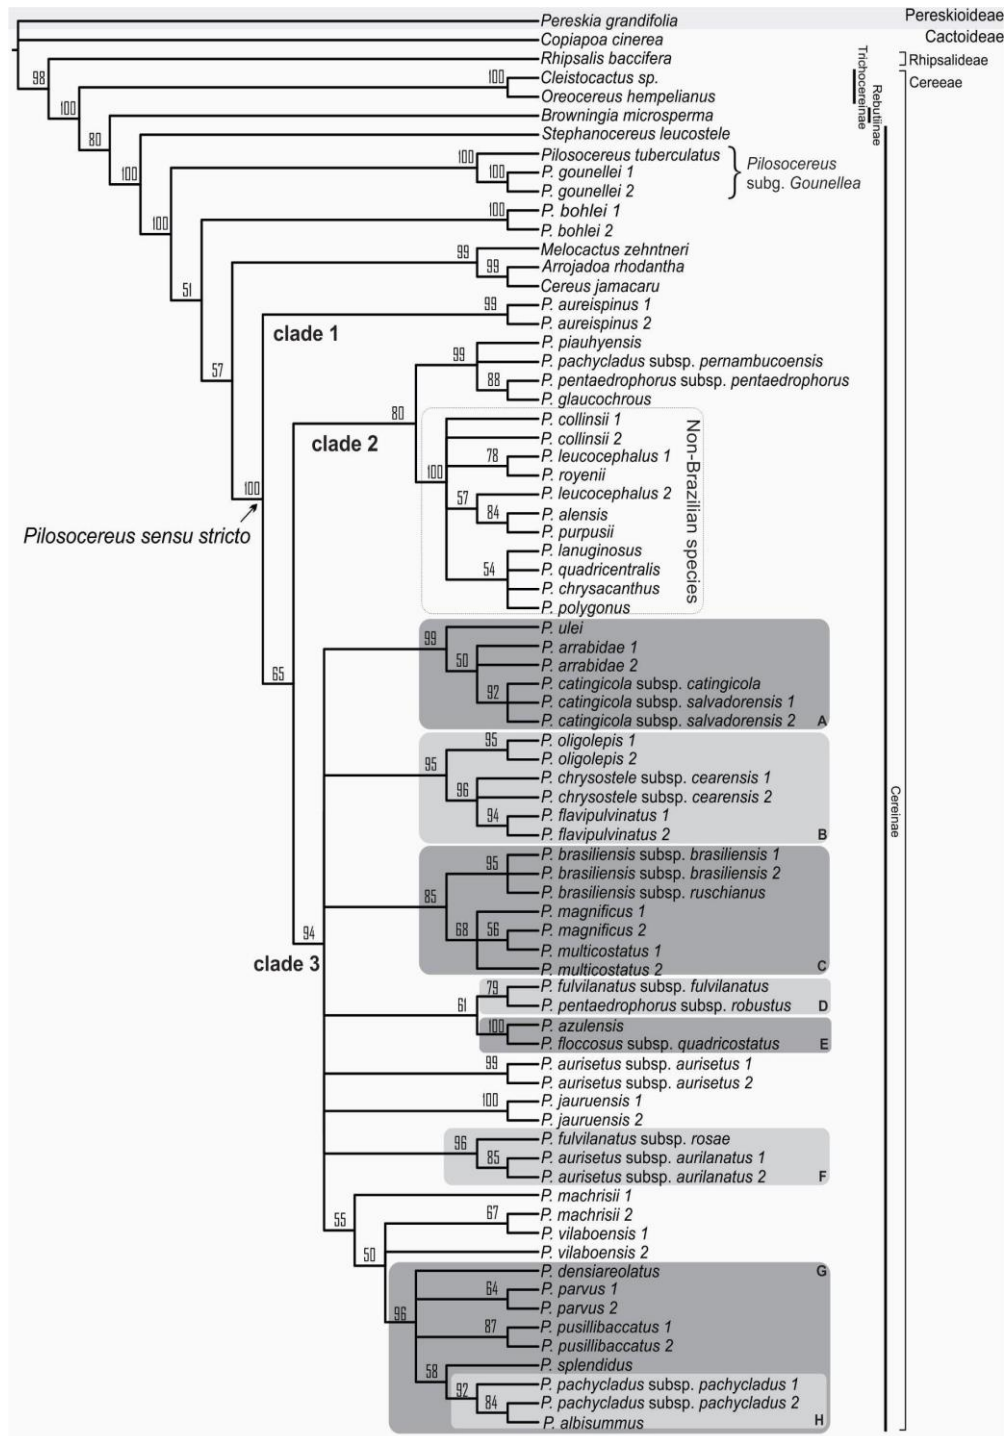 Pereskia grandifolia
Pereskioideae
Copiapoa cinerea
Cactoideae
98
Rhipsalis baccifera
Rhipsalideae
100
Cleistocactus sp.
Oreocereus hempelianus
Trichocereinae
Cereeae
100
Browningia microsperma
Rebutiinae
80
Stephanocereus leucostele
100
Pilosocereus tuberculatus
100
P. gounellei 1
100
P. gounellei 2
Pilosocereus
subg. Gounellea
100
P. bohlei 1
100
P. bohlei 2
51
Melocactus zehntneri
99
Arrojadoa rhodantha
99
Cereus jamacaru
57
P. aureispinus 1
99
P. aureispinus 2
clade 1
100
Pilosocereus sensu stricto
P. piauhyensis
99
P. pachycladus subsp. pernambucoensis
P. pentaedrophorus subsp. pentaedrophorus
88
P. glaucochrous
80
clade 2
P. collinsii 1
P. collinsii 2
100
P. leucocephalus 1
78
P. royenii
P. leucocephalus 2
57
P. alensis
84
P. purpusii
P. lanuginosus
P. quadricentralis
54
P. chrysacanthus
P. polygonus
Non-Brazilian species
65
P. ulei
99
P. arrabidae 1
50
P. arrabidae 2
P. catingicola subsp. catingicola
92
P. catingicola subsp. salvadorensis 1
P. catingicola subsp. salvadorensis 2
A
P. oligolepis 1
95
P. oligolepis 2
95
P. chrysostele subsp. cearensis 1
96
P. chrysostele subsp. cearensis 2
P. flavipulvinatus 1
94
P. flavipulvinatus 2
B
Cereinae
P. brasiliensis subsp. brasiliensis 1
95
P. brasiliensis subsp. brasiliensis 2
P. brasiliensis subsp. ruschianus
85
P. magnificus 1
68
P. magnificus 2
56
P. multicostatus 1
P. multicostatus 2
C
94
clade 3
P. fulvilanatus subsp. fulvilanatus
79
P. pentaedrophorus subsp. robustus
D
61
P. azulensis
100
P. floccosus subsp. quadricostatus
E
P. aurisetus subsp. aurisetus 1
99
P. aurisetus subsp. aurisetus 2
P. jauruensis 1
100
P. jauruensis 2
P. fulvilanatus subsp. rosae
96
P. aurisetus subsp. aurilanatus 1
85
P. aurisetus subsp. aurilanatus 2
F
P. machrisii 1
55
P. machrisii 2
67
P. vilaboensis 1
50
P. vilaboensis 2
P. densiareolatus
G
P. parvus 1
64
P. parvus 2
96
P. pusillibaccatus 1
87
P. pusillibaccatus 2
P. splendidus
58
P. pachycladus subsp. pachycladus 1
92
P. pachycladus subsp. pachycladus 2
84
P. albisummus
H